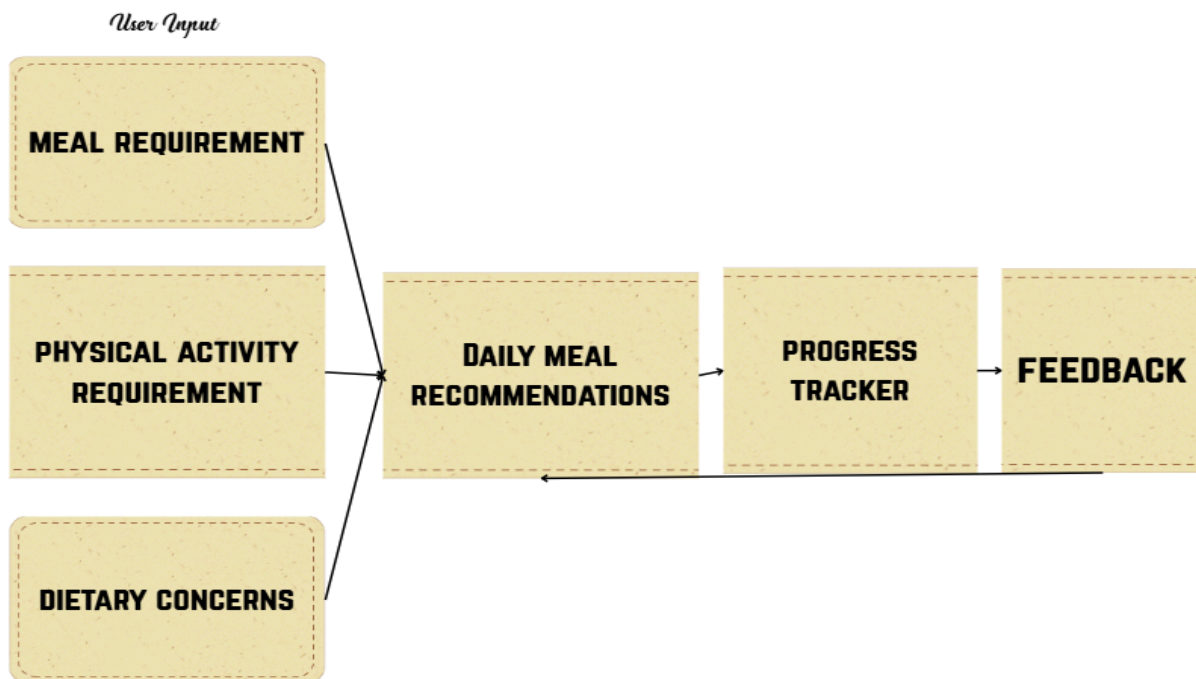 User Input
MEAL REQUIREMENT
PHYSICAL ACTIVITY
REQUIREMENT
DIETARY CONCERNS
DAILY MEAL
RECOMMENDATIONS
PROGRESS
TRACKER
FEEDBACK